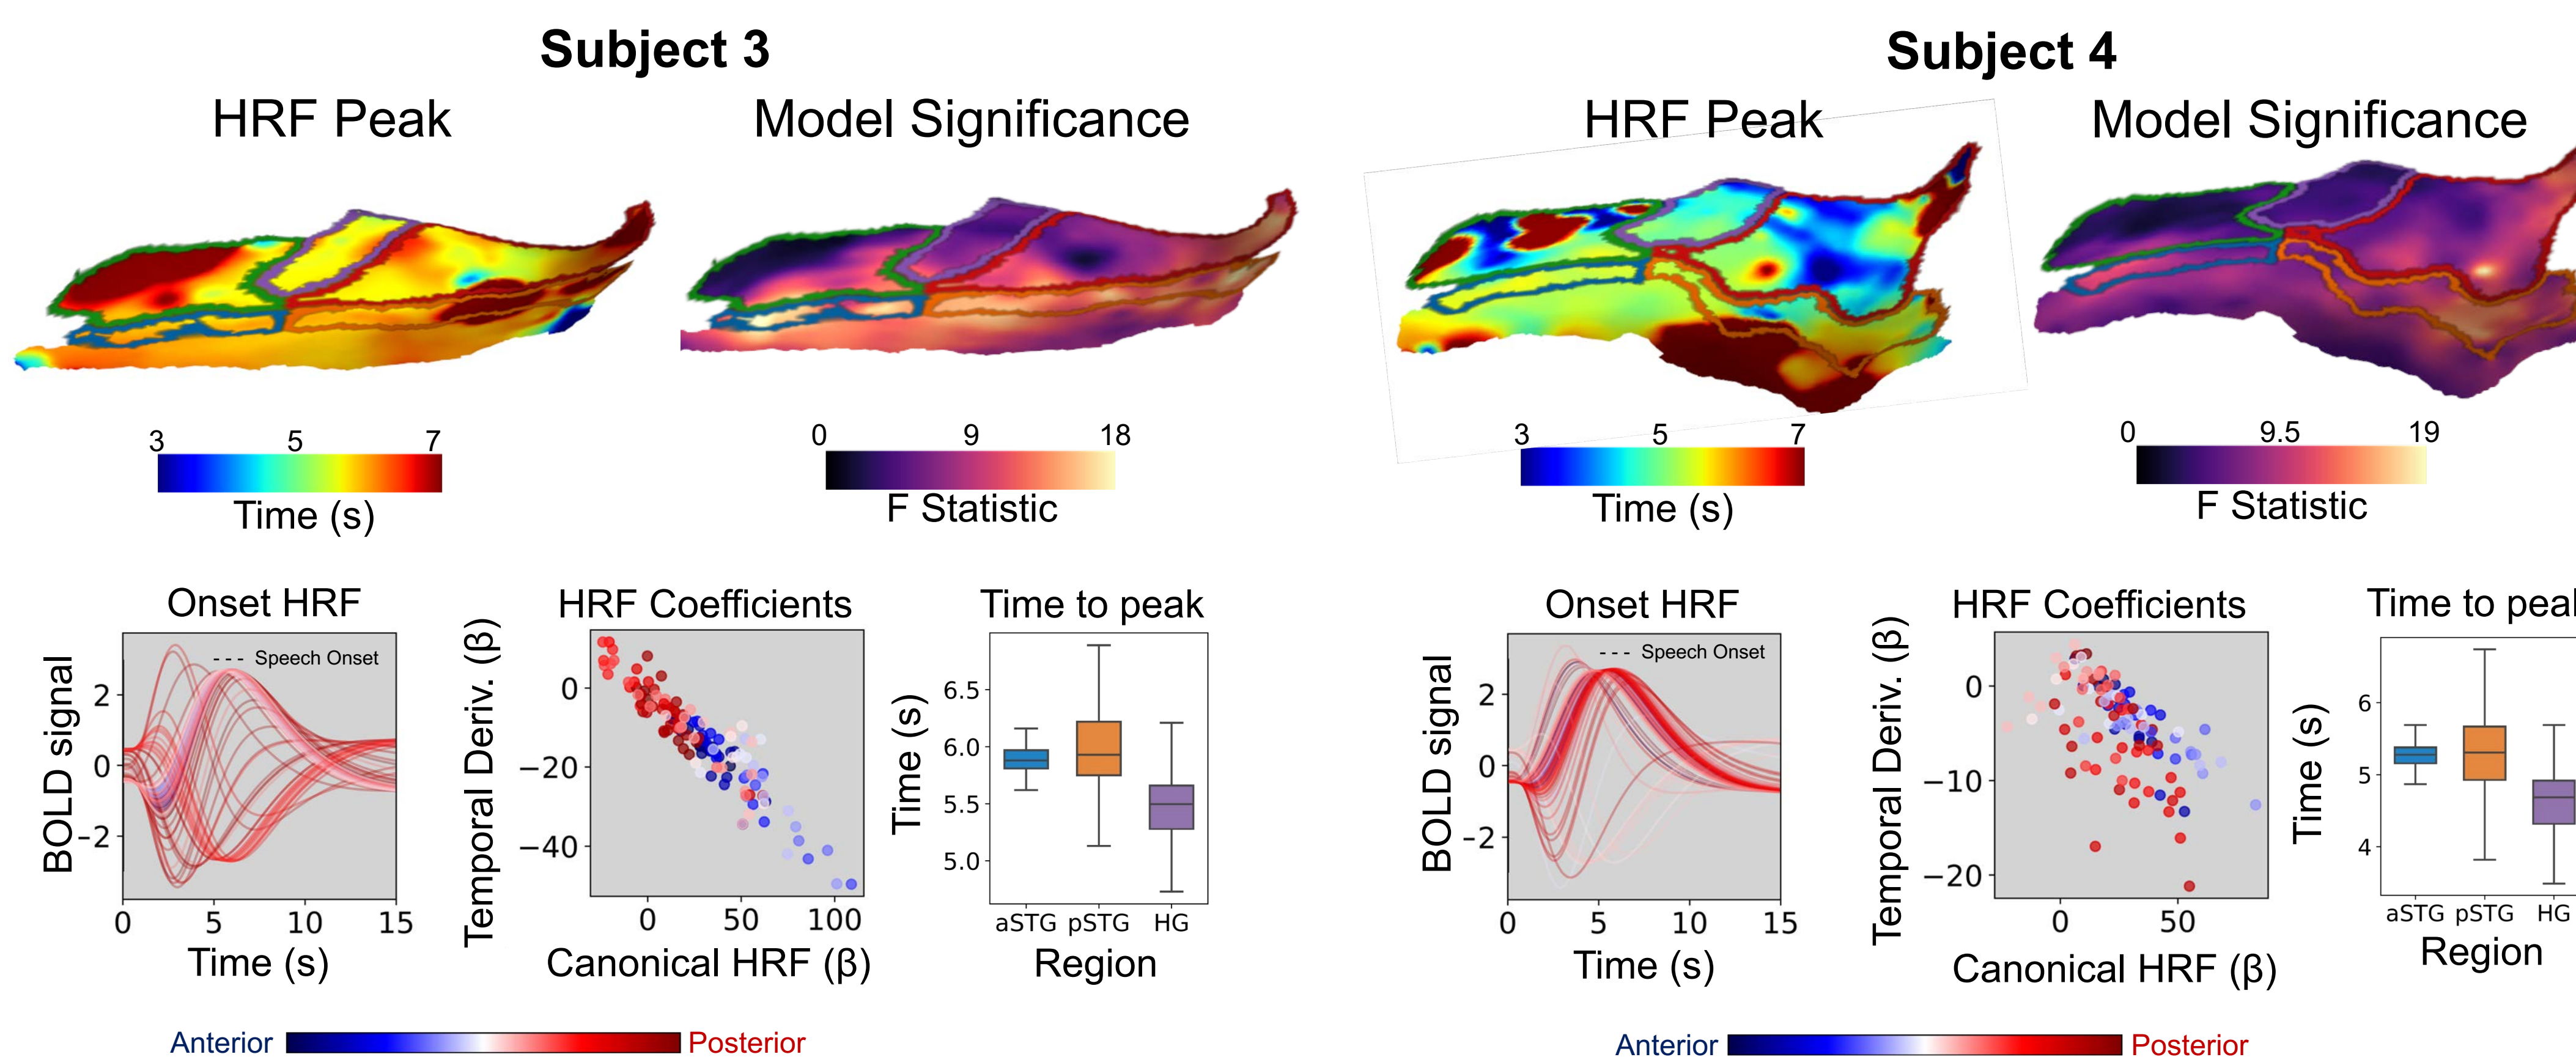 Subject 3
HRF Peak
Model Significance
3 5 7
Time (s)
0 9 18
F Statistic
Onset HRF
BOLD signal
2
0
−2
--- Speech Onset
0 5 10 15
Time (s)
HRF Coefficients
Temporal Deriv. (β)
0
−20
−40
0 50 100
Canonical HRF (β)
Time to peak
Time (s)
6.5
6.0
5.5
5.0
aSTG pSTG HG
Region
Anterior
Posterior
Subject 4
HRF Peak
Model Significance
3 5 7
Time (s)
0 9.5 19
F Statistic
Onset HRF
BOLD signal
2
0
−2
--- Speech Onset
0 5 10 15
Time (s)
HRF Coefficients
Temporal Deriv. (β)
0
−10
−20
0 50
Canonical HRF (β)
Time to
Time (s)
6
5
4
aSTG pSTG HG
Region
Anterior
Posterior